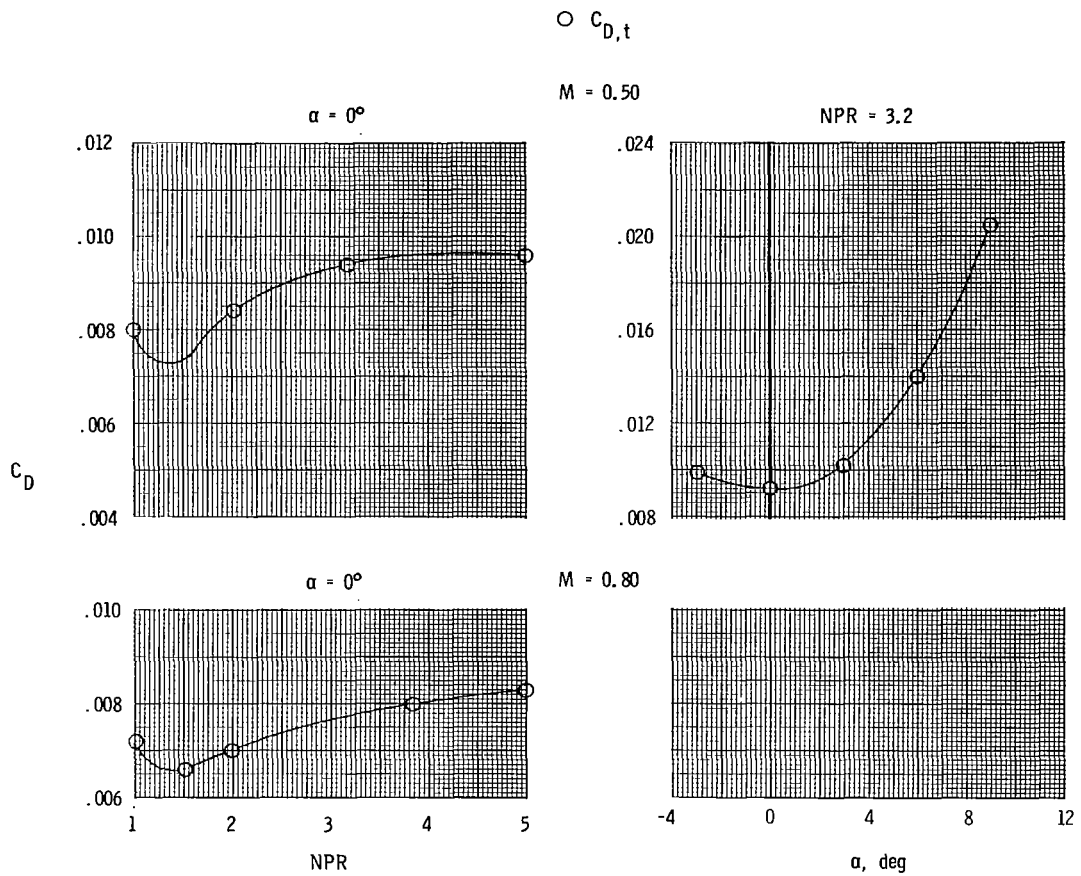 ○ C_D,t
M = 0.50
α = 0°
NPR = 3.2
.012
.010
.008
.006
.004
.024
.020
.016
.012
.008
C_D
M = 0.80
α = 0°
.010
.008
.006
1 2 3 4 5
NPR
-4 0 4 8 12
α, deg